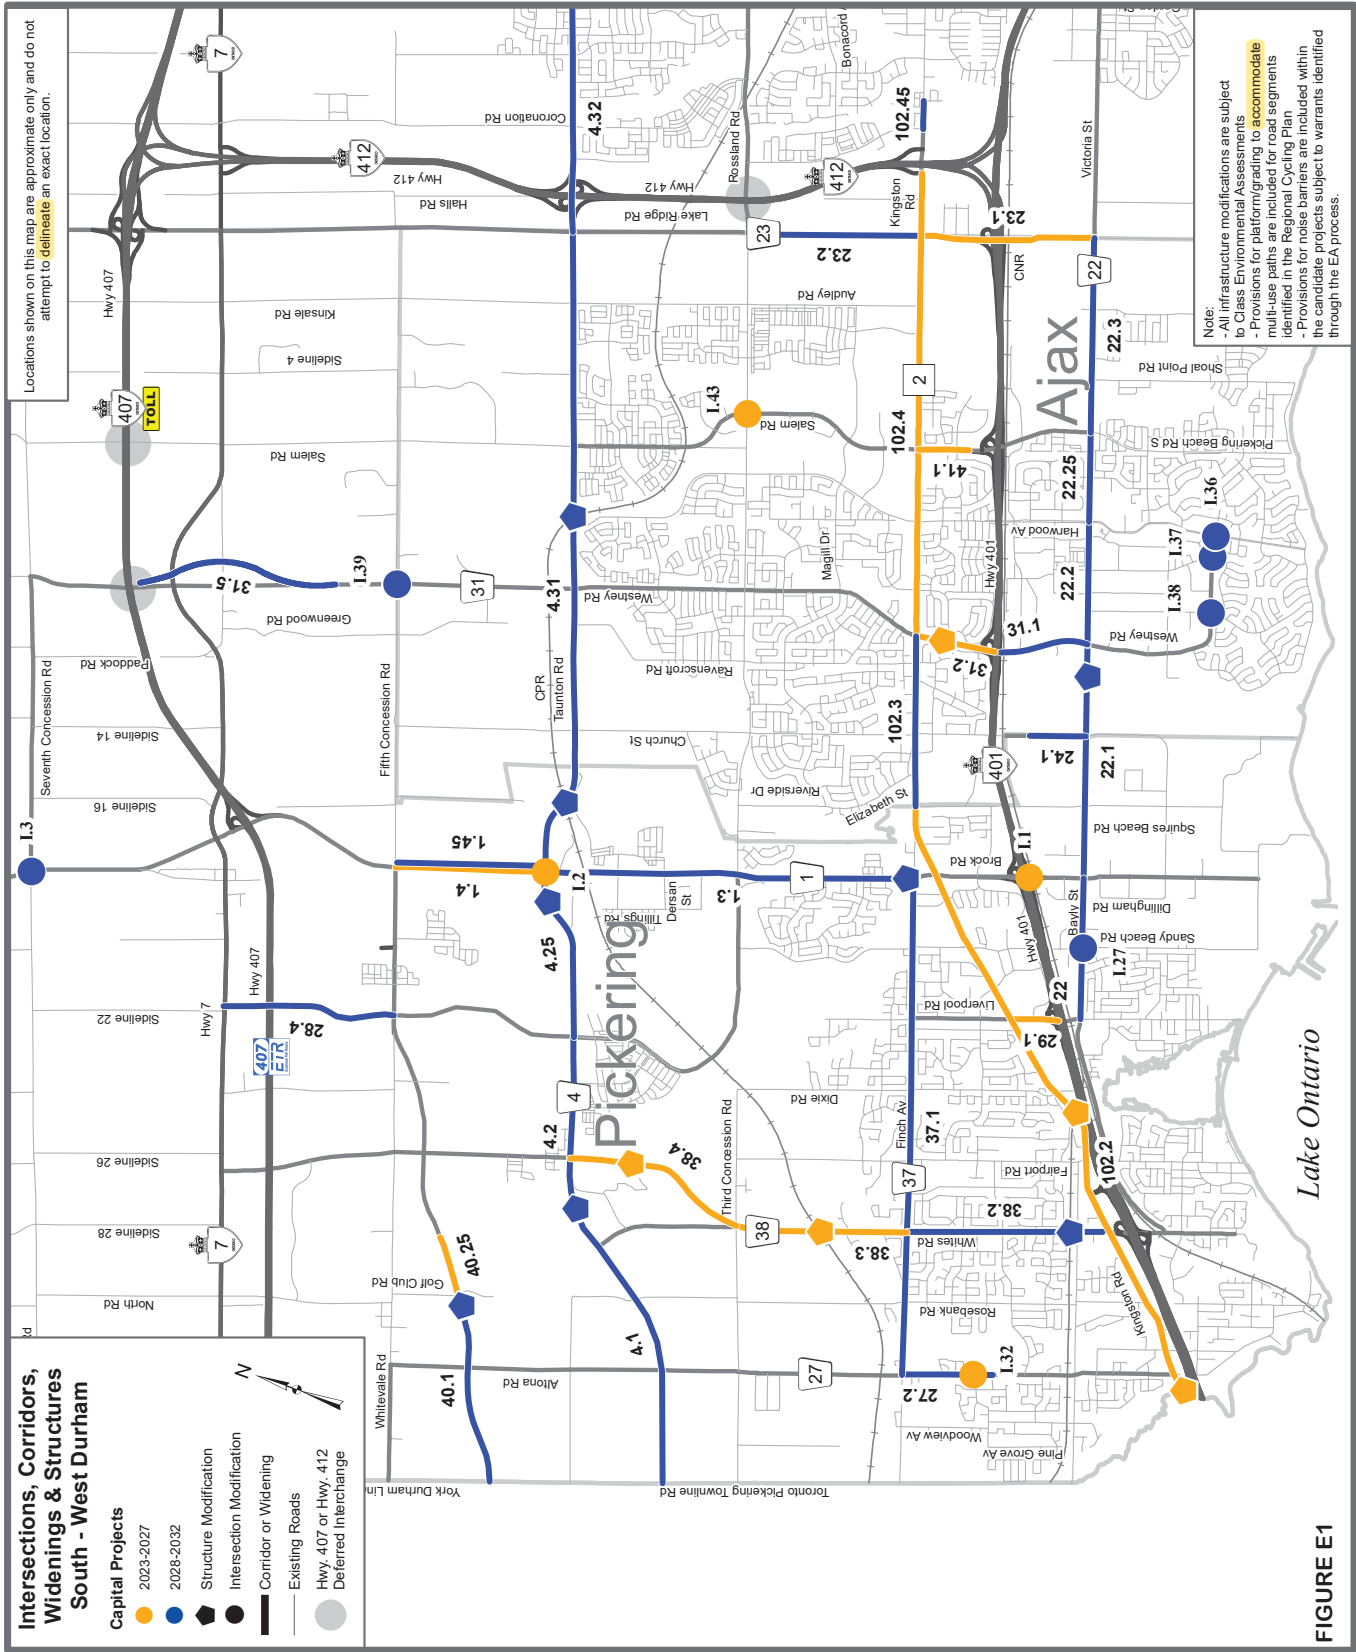 Intersections, Corridors,
Widenings & Structures
South - West Durham
Capital Projects
2023-2027
2028-2032
Structure Modification
Intersection Modification
Corridor or Widening
Existing Roads
Hwy. 407 or Hwy. 412
Deferred Interchange
N
Locations shown on this map are approximate only and do not
attempt to delineate an exact location.
Note:
- All infrastructure modifications are subject
to Class Environmental Assessments
- Provisions for platform/grading to accommodate
multi-use paths are included for road segments
identified in the Regional Cycling Plan
- Provisions for noise barriers are included within
the candidate projects subject to warrants identified
through the EA process.
FIGURE E1
Lake Ontario
Pickering
Ajax
Rd
North Rd
Sideline 28
Sideline 26
Sideline 22
Sideline 16
Sideline 14
Paddock Rd
Seventh Concession Rd
I.3
7
Hwy 7
Hwy 407
407
ETR
28.4
Greenwood Rd
31.5
I.39
31
Salem Rd
Sideline 4
Kinsale Rd
407
TOLL
Hwy 407
7
412
Hwy 412
Halls Rd
Coronation Rd
Whitevale Rd
Golf Club Rd
40.25
40.1
Altona Rd
4.1
York Durham Line
Toronto Pickering Townline Rd
4.2
4
4.25
38.4
Fifth Concession Rd
1.4
1.45
I.2
CPR
Taunton Rd
4.31
4.32
Tillings Rd
Dersan
St
1.3
1
Third Concession Rd
38
38.3
27
27.2
I.32
Woodview Av
Pine Grove Av
Rosebank Rd
Whites Rd
38.2
37
Finch Av
37.1
Fairport Rd
Dixie Rd
Liverpool Rd
29.1
22
102.2
Kingston Rd
Hwy 401
Brock Rd
I.1
Bayly St
I.27
Sandy Beach Rd
Dillingham Rd
Squires Beach Rd
22.1
24.1
401
Elizabeth St
Riverside Dr
Church St
Ravenscroft Rd
Westney Rd
Magill Dr
102.3
31.2
31.1
Westney Rd
Hwy 401
22.2
Harwood Av
22.25
I.38
I.37
I.36
Pickering Beach Rd S
Shoal Point Rd
22.3
22
41.1
102.4
2
Salem Rd
I.43
Audley Rd
23.2
23
Lake Ridge Rd
Hwy 412
Rossland Rd
412
Kingston
Rd
102.45
Bonacord
23.1
CNR
Victoria St